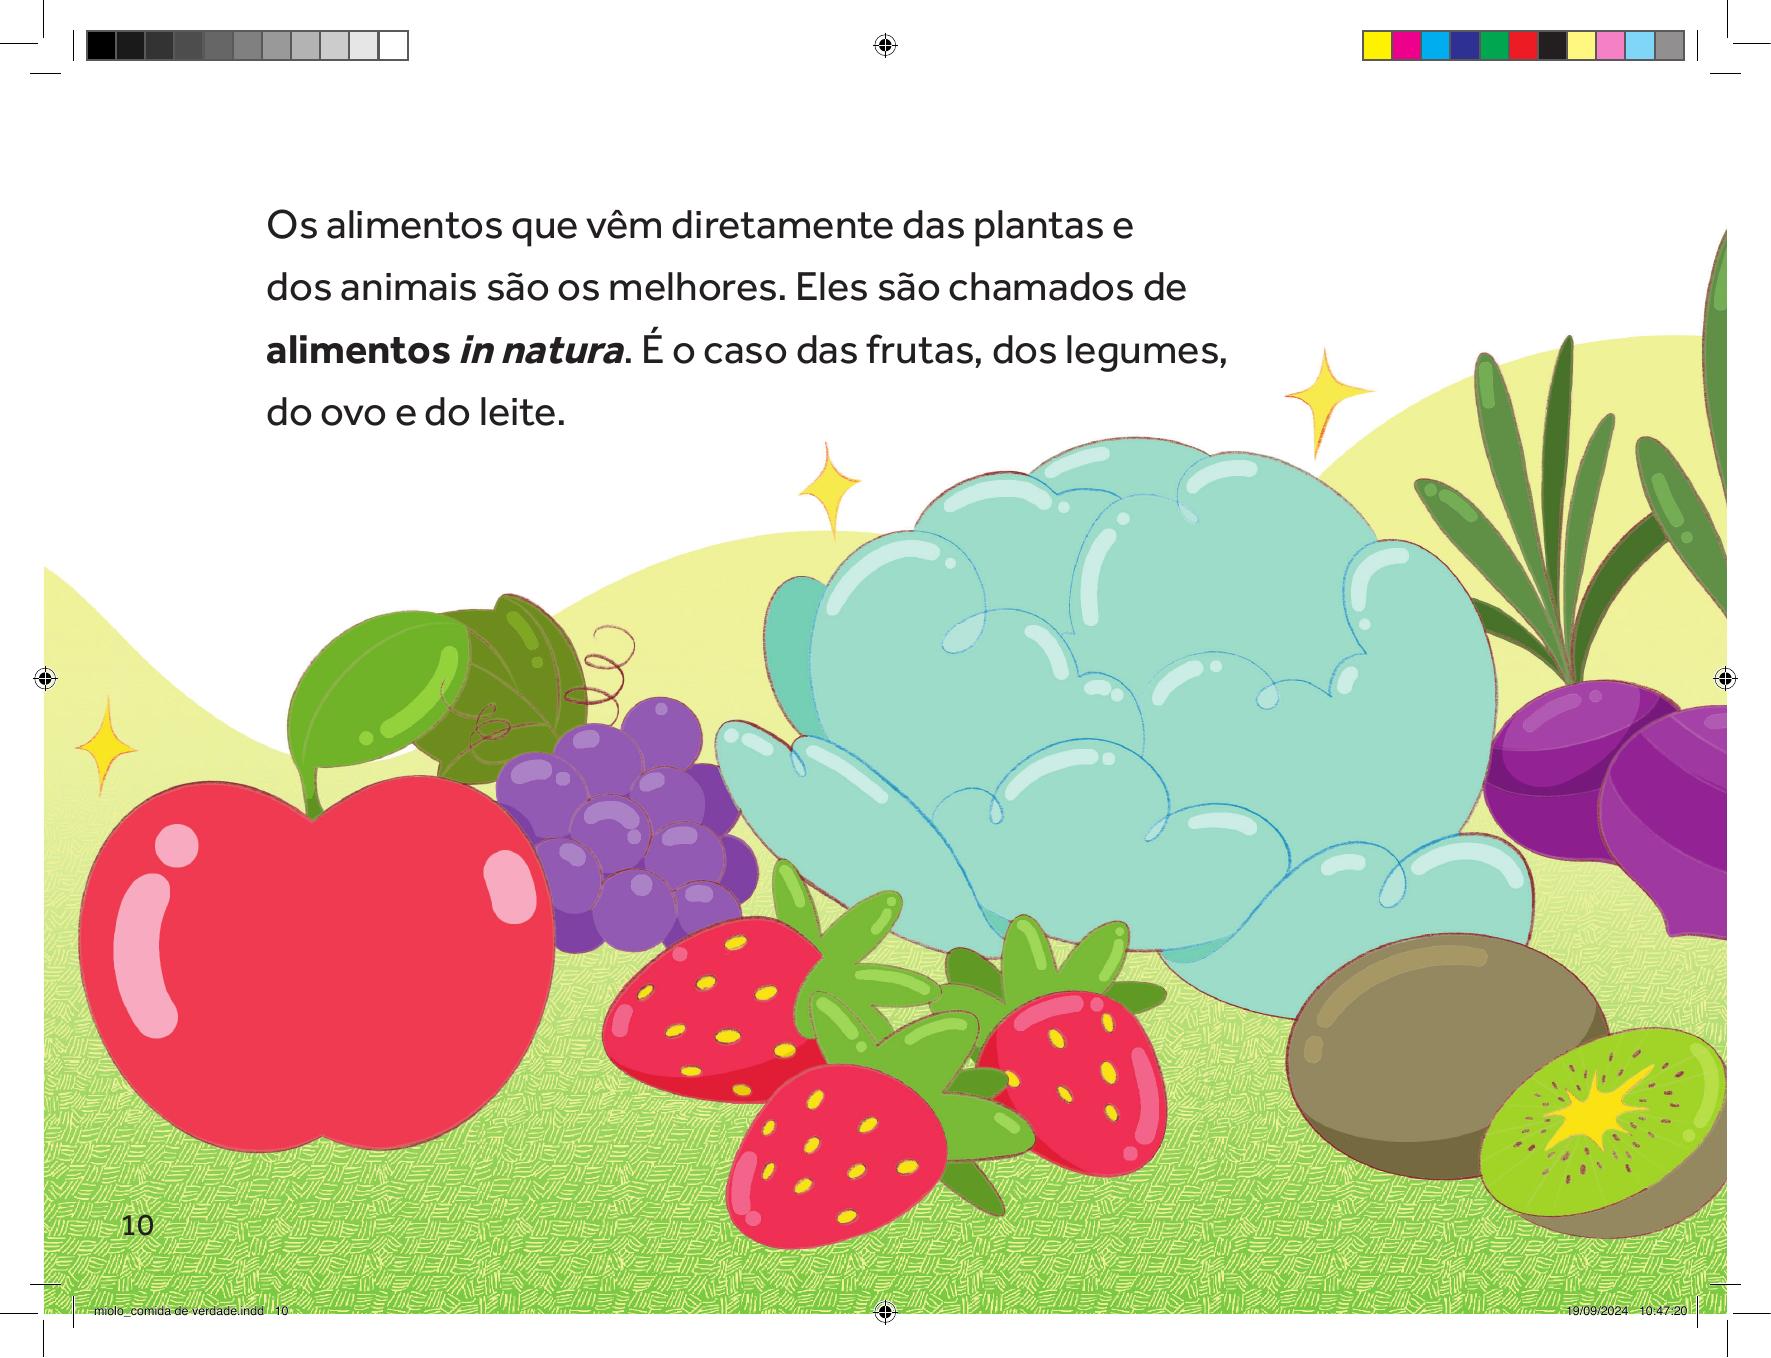 Os alimentos que vêm diretamente das plantas e
dos animais são os melhores. Eles são chamados de
alimentos in natura. É o caso das frutas, dos legumes,
do ovo e do leite.
10
miolo_comida de verdade.indd   10
19/09/2024   10:47:20